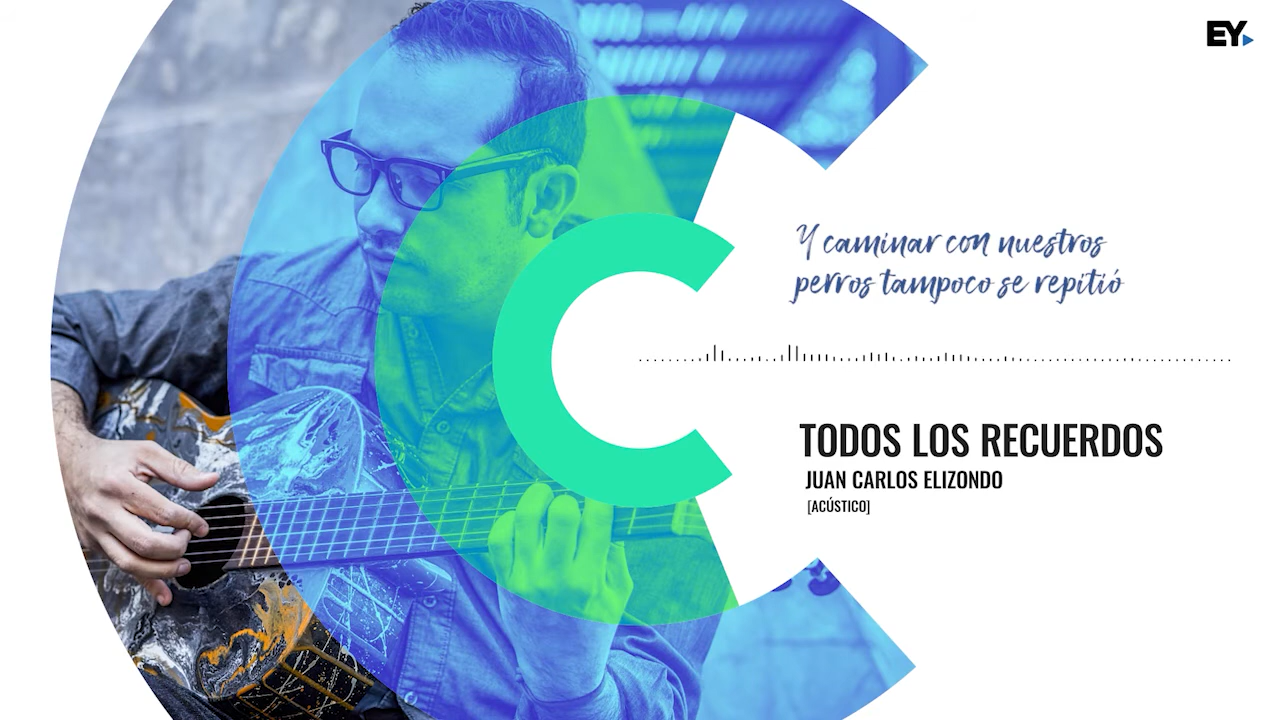 EY
Y caminar con nuestros
perros tampoco se repitió
TODOS LOS RECUERDOS
JUAN CARLOS ELIZONDO
[ACÚSTICO]